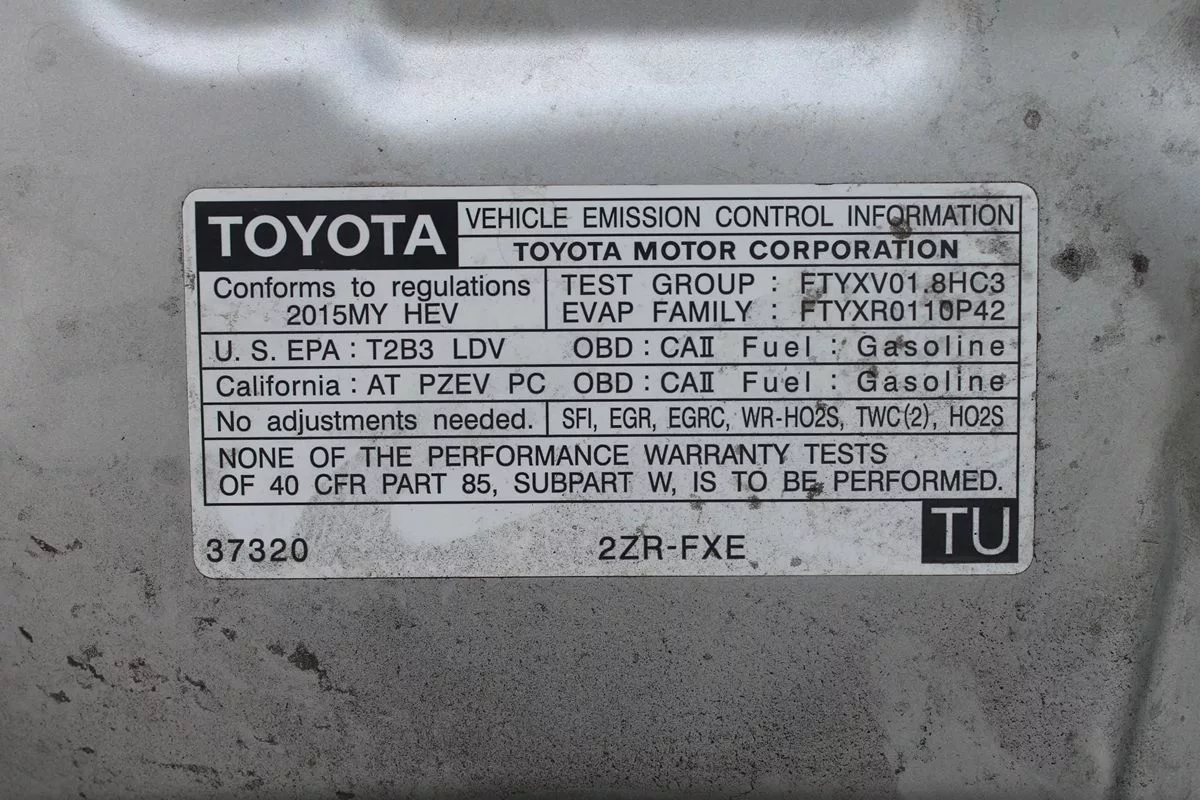 TOYOTA VEHICLE EMISSION CONTROL INFORMATION
TOYOTA MOTOR CORPORATION
Conforms to regulations
2015MY HEV
TEST GROUP : FTYXV01.8HC3
EVAP FAMILY : FTYXR0110P42
U. S. EPA : T2B3 LDV OBD : CAⅡ Fuel : Gasoline
California : AT PZEV PC OBD : CAⅡ Fuel : Gasoline
No adjustments needed. SFI, EGR, EGRC, WR-HO2S, TWC(2), HO2S
NONE OF THE PERFORMANCE WARRANTY TESTS
OF 40 CFR PART 85, SUBPART W, IS TO BE PERFORMED.
37320 2ZR-FXE TU